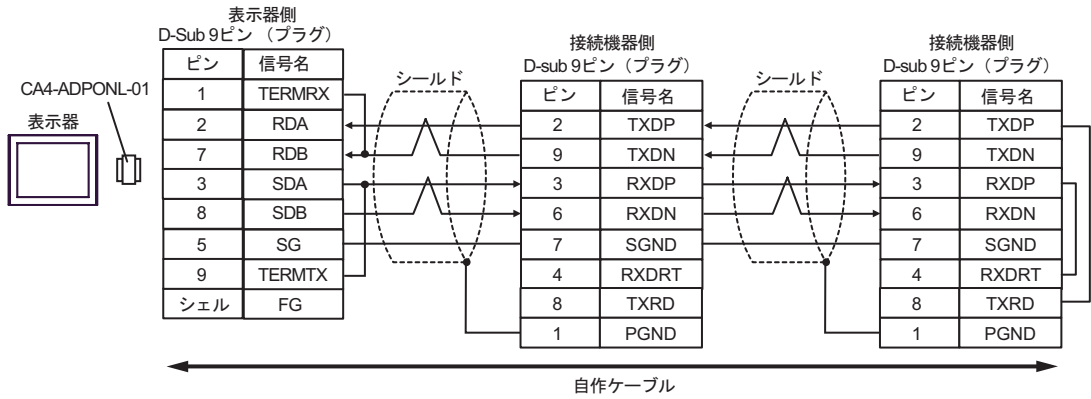 表示器側
D-Sub 9ピン （プラグ）
CA4-ADPONL-01
表示器
ピン 信号名
1 TERMRX
2 RDA
7 RDB
3 SDA
8 SDB
5 SG
9 TERMTX
シェル FG
シールド
接続機器側
D-sub 9ピン（プラグ）
ピン 信号名
2 TXDP
9 TXDN
3 RXDP
6 RXDN
7 SGND
4 RXDRT
8 TXRD
1 PGND
シールド
接続機器側
D-sub 9ピン（プラグ）
ピン 信号名
2 TXDP
9 TXDN
3 RXDP
6 RXDN
7 SGND
4 RXDRT
8 TXRD
1 PGND
自作ケーブル